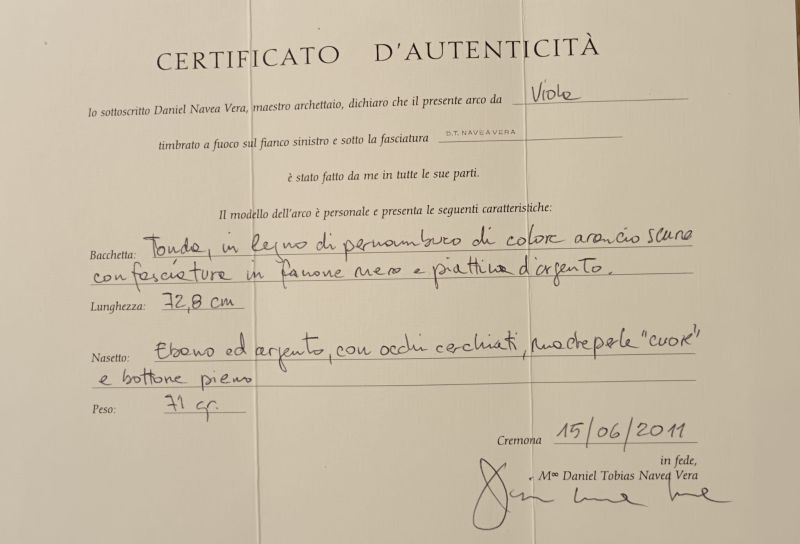 CERTIFICATO D'AUTENTICITÀ
Io sottoscritto Daniel Navea Vera, maestro archettaio, dichiaro che il presente arco da Viola
timbrato a fuoco sul fianco sinistro e sotto la fasciatura D.T. NAVEA VERA
è stato fatto da me in tutte le sue parti.
Il modello dell'arco è personale e presenta le seguenti caratteristiche:
Bacchetta: Tonda, in legno di pernambuco di colore arancio scuro
con fasciatura in fanone nero e piattina d'argento.
Lunghezza: 72,8 cm
Nasetto: Ebano ed argento, con occhi cerchiati, madreperla "cuore"
e bottone pieno
Peso: 71 gr.
Cremona 15/06/2011
in fede,
Mºº Daniel Tobias Navea Vera